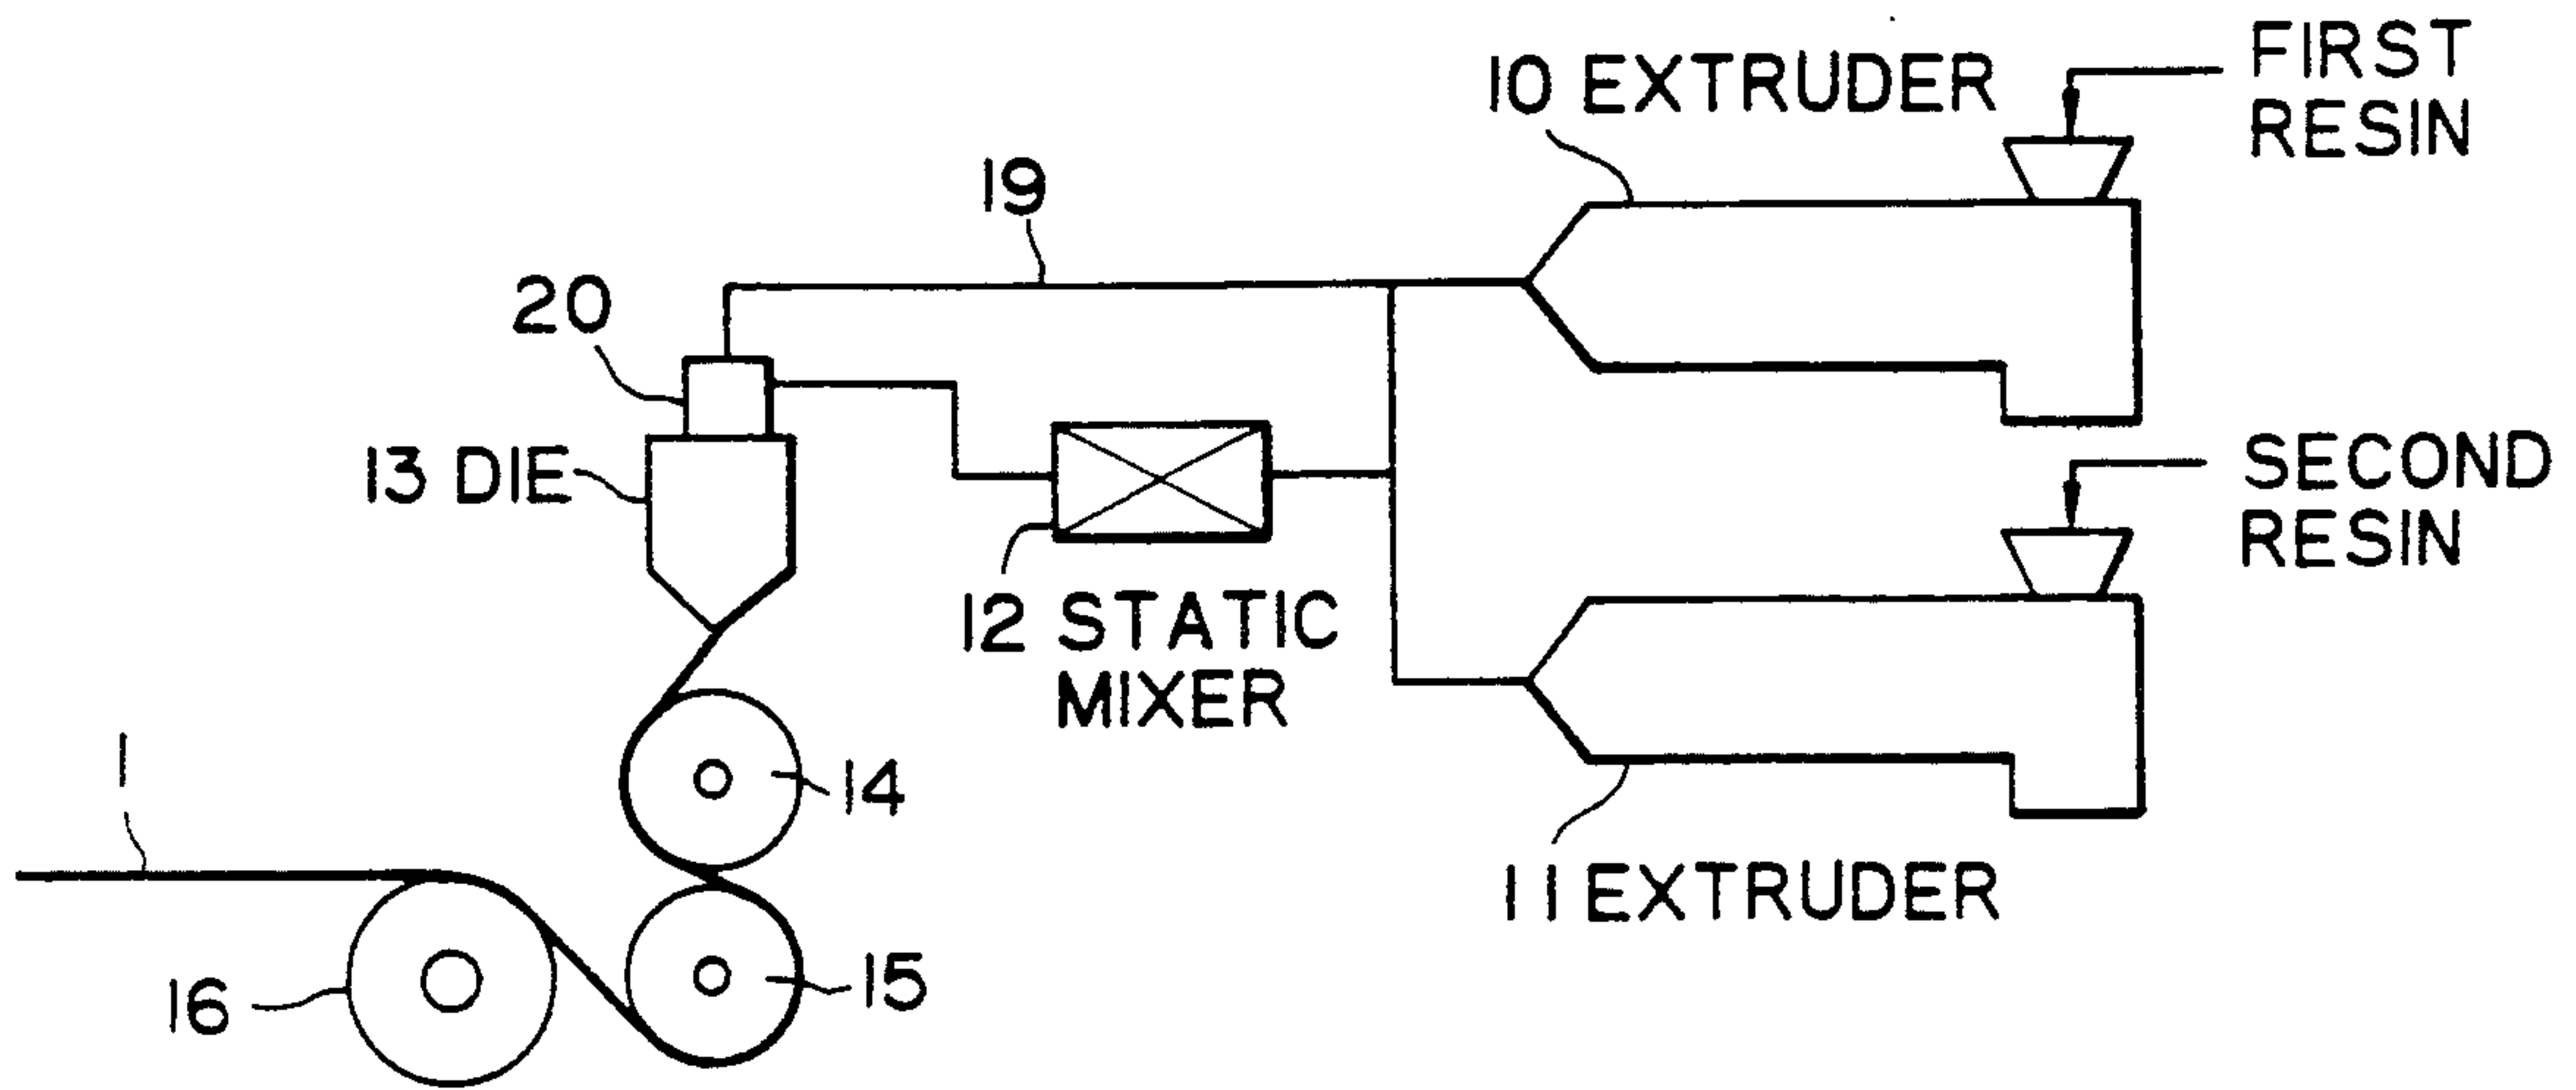 FIRST
RESIN
10 EXTRUDER
19
20
SECOND
RESIN
13 DIE
12 STATIC
MIXER
1
14
11 EXTRUDER
15
16